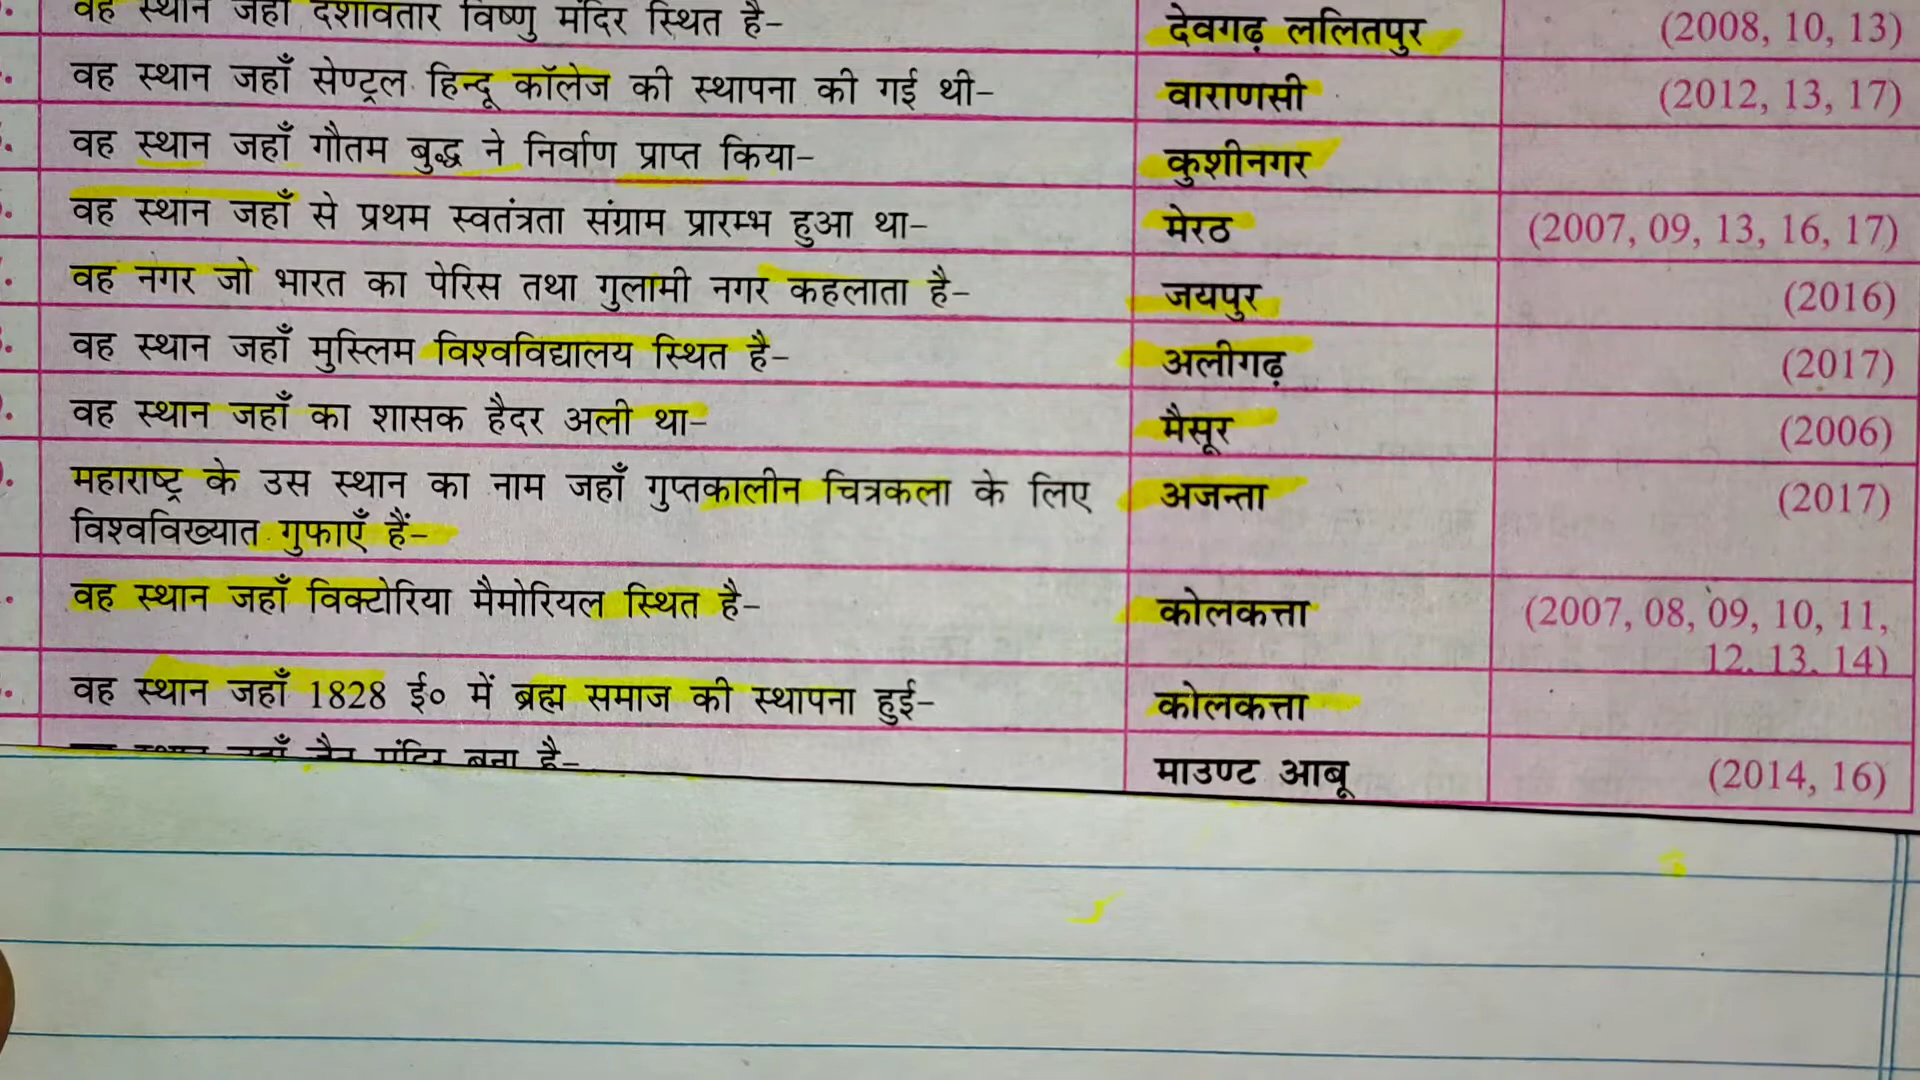 वह स्थान जहाँ दशावतार विष्णु मंदिर स्थित है- देवगढ़ ललितपुर (2008, 10, 13)
वह स्थान जहाँ सेण्ट्रल हिन्दू कॉलेज की स्थापना की गई थी- वाराणसी (2012, 13, 17)
वह स्थान जहाँ गौतम बुद्ध ने निर्वाण प्राप्त किया- कुशीनगर
वह स्थान जहाँ से प्रथम स्वतंत्रता संग्राम प्रारम्भ हुआ था- मेरठ (2007, 09, 13, 16, 17)
वह नगर जो भारत का पेरिस तथा गुलामी नगर कहलाता है- जयपुर (2016)
वह स्थान जहाँ मुस्लिम विश्वविद्यालय स्थित है- अलीगढ़ (2017)
वह स्थान जहाँ का शासक हैदर अली था- मैसूर (2006)
महाराष्ट्र के उस स्थान का नाम जहाँ गुप्तकालीन चित्रकला के लिए अजन्ता (2017)
विश्वविख्यात गुफाएँ हैं-
वह स्थान जहाँ विक्टोरिया मैमोरियल स्थित है- कोलकत्ता (2007, 08, 09, 10, 11,
12, 13, 14)
वह स्थान जहाँ 1828 ई० में ब्रह्म समाज की स्थापना हुई- कोलकत्ता
स्थान जहाँ जैन मंदिर बना है- माउण्ट आबू (2014, 16)